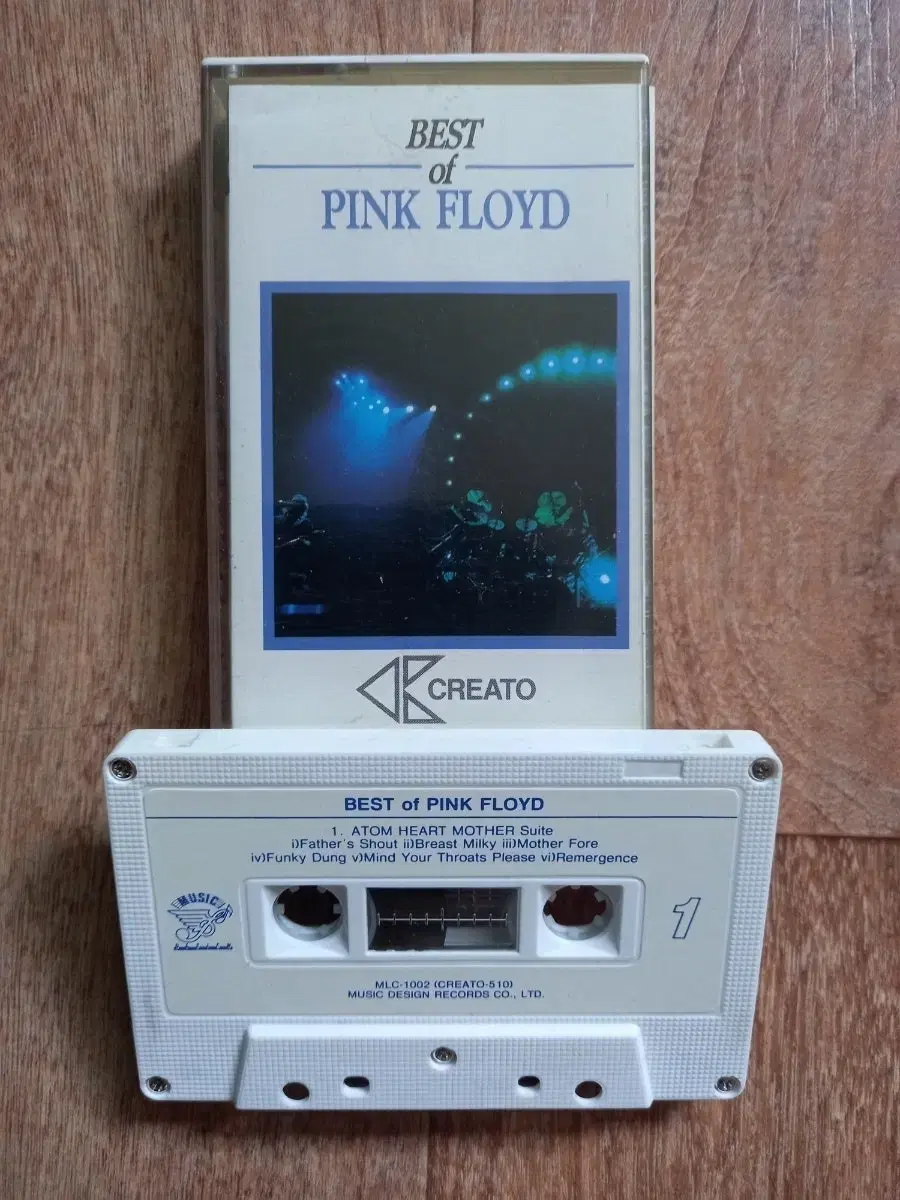 BEST
of
PINK FLOYD
CREATO
BEST of PINK FLOYD
1. ATOM HEART MOTHER Suite
i)Father's Shout ii)Breast Milky iii)Mother Fore
iv)Funky Dung v)Mind Your Throats Please vi)Remergence
MUSIC
1
MLC-1002 (CREATO-510)
MUSIC DESIGN RECORDS CO., LTD.